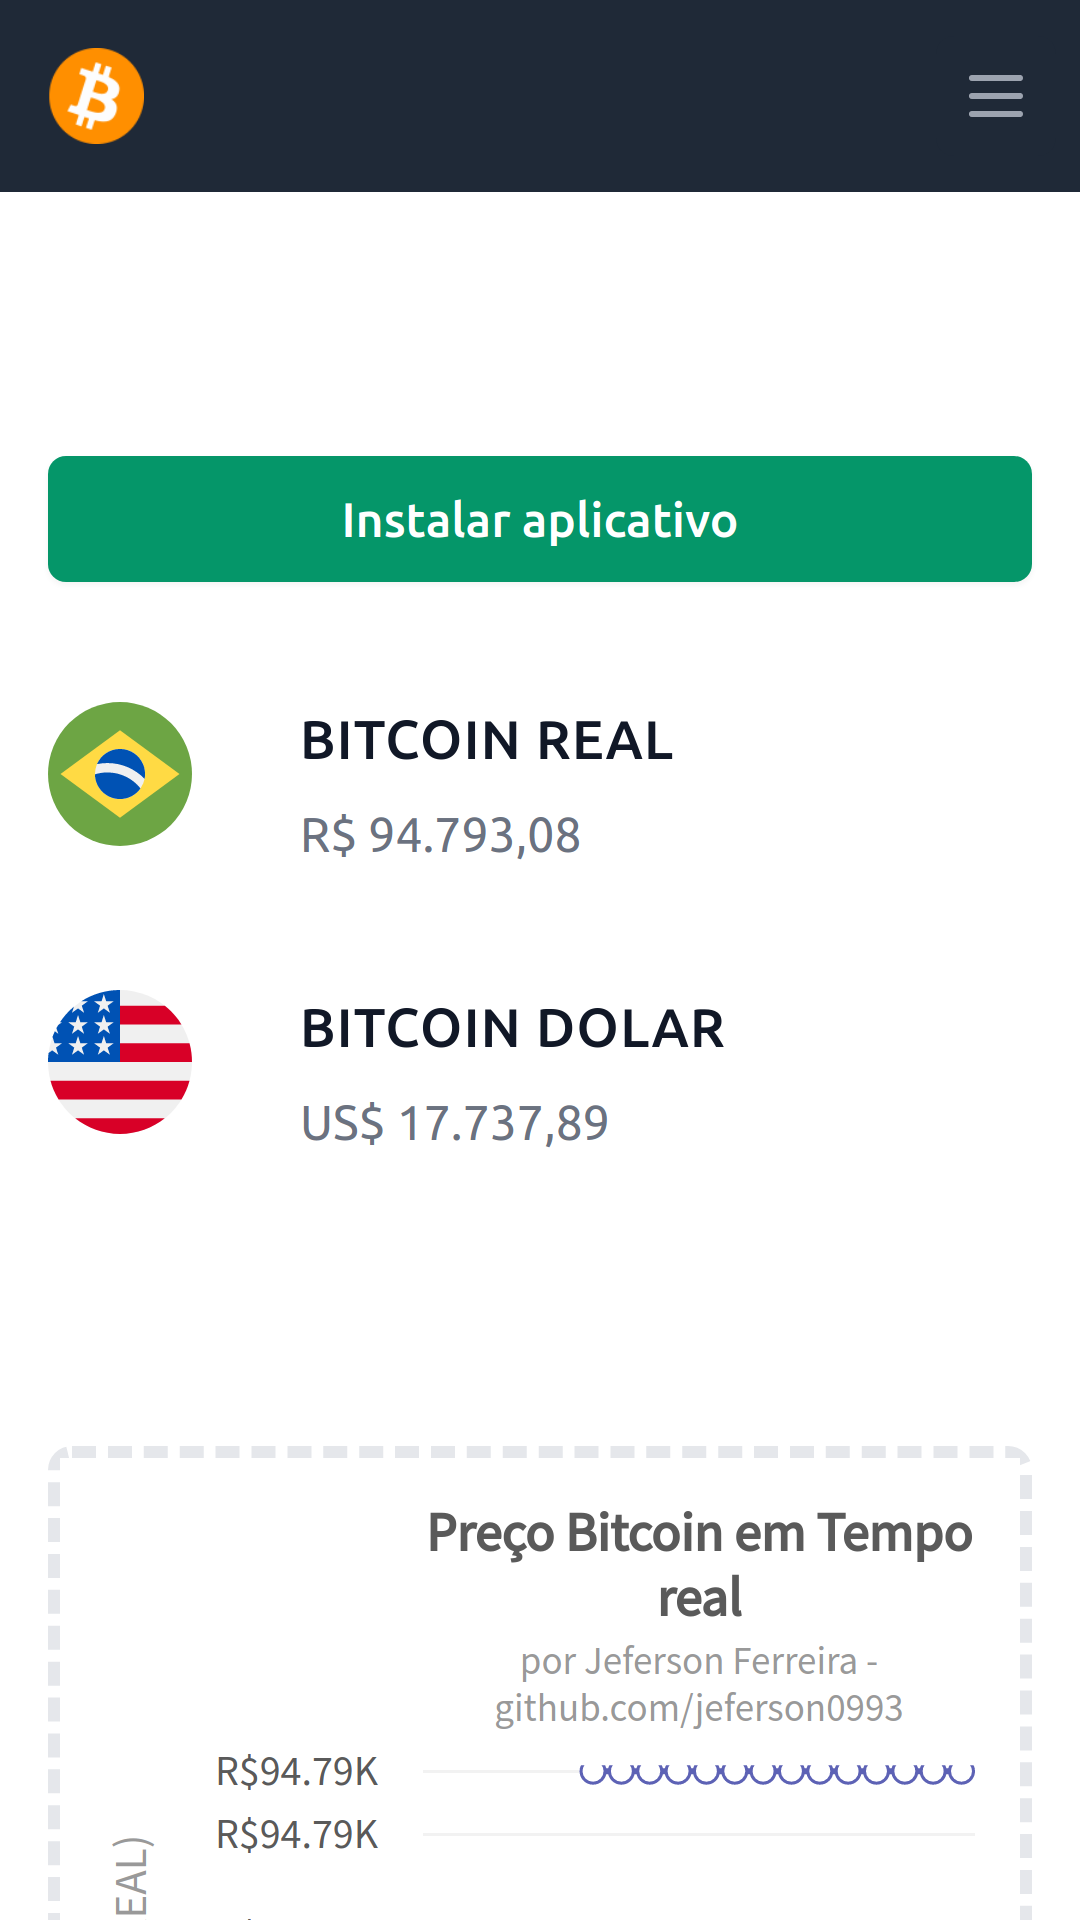 Instalar aplicativo
BITCOIN REAL
R$ 94.793,08
BITCOIN DOLAR
US$ 17.737,89
Preço Bitcoin em Tempo
real
por Jeferson Ferreira -
github.com/jeferson0993
R$94.79K
R$94.79K
EAL)